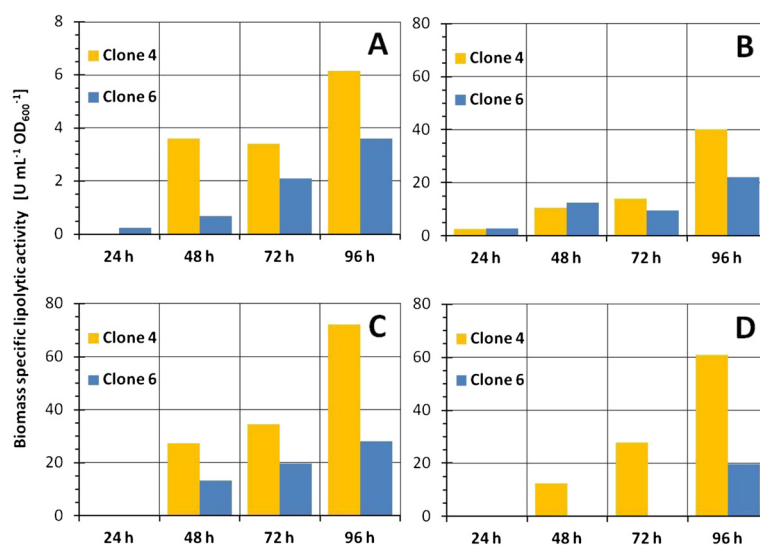 Biomass specific lipolytic activity [U mL⁻¹ OD₆₀₀⁻¹]
A
8
6
4
2
0
Clone 4
Clone 6
24 h 48 h 72 h 96 h
B
80
60
40
20
0
Clone 4
Clone 6
24 h 48 h 72 h 96 h
C
80
60
40
20
0
Clone 4
Clone 6
24 h 48 h 72 h 96 h
D
80
60
40
20
0
Clone 4
Clone 6
24 h 48 h 72 h 96 h